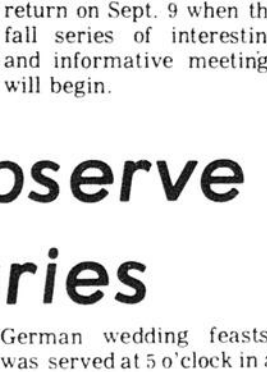 return on Sept. 9 when th
fall series of interestin
and informative meeting
will begin.
oserve
ries
German wedding feasts
was served at 5 o'clock in a